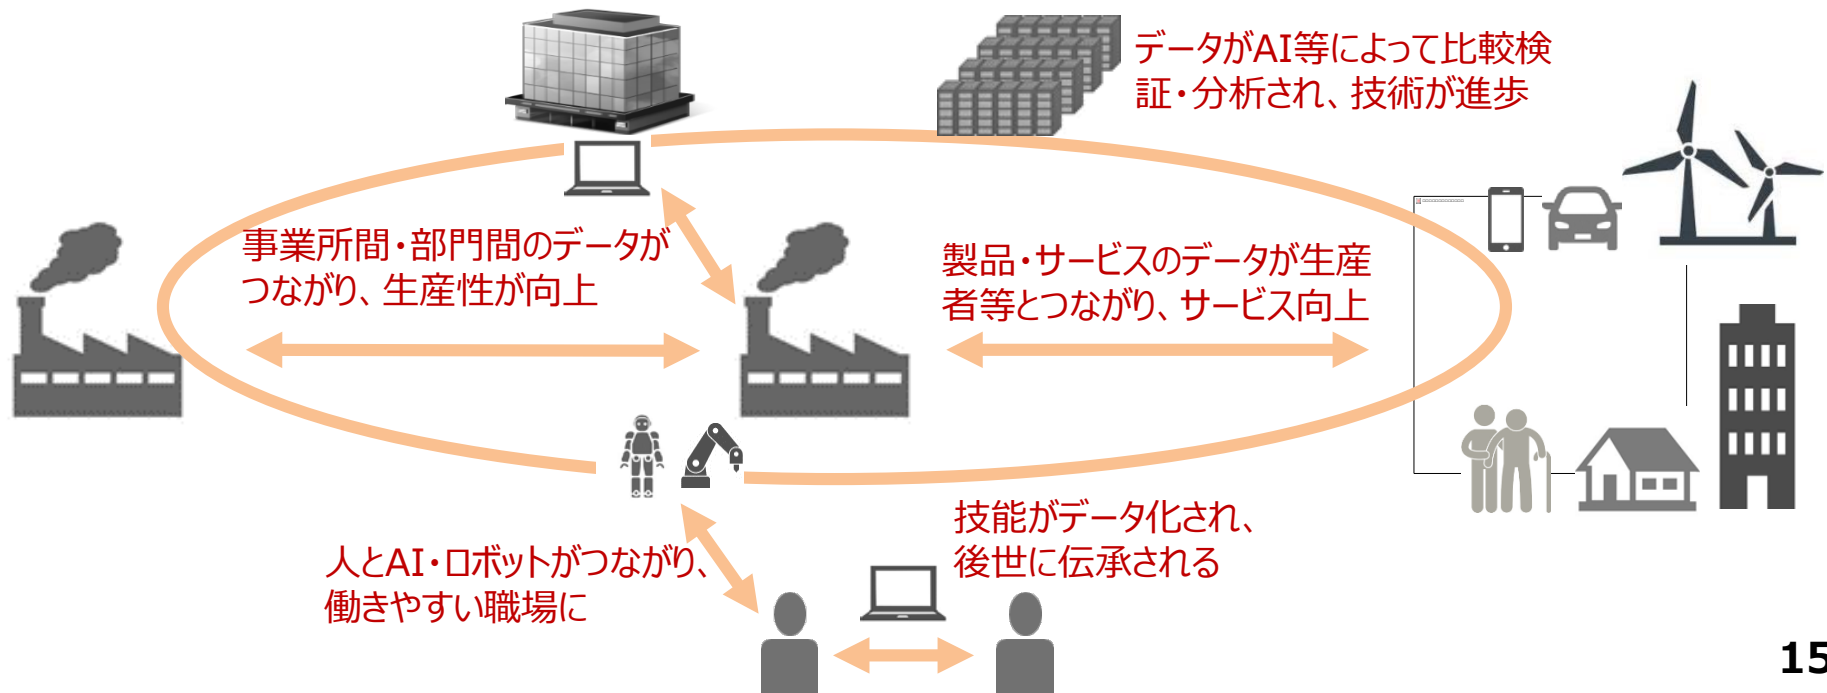 データがAI等によって比較検
証・分析され、技術が進歩
事業所間・部門間のデータが
つながり、生産性が向上
製品・サービスのデータが生産
者等とつながり、サービス向上
人とAI・ロボットがつながり、
働きやすい職場に
技能がデータ化され、
後世に伝承される
15